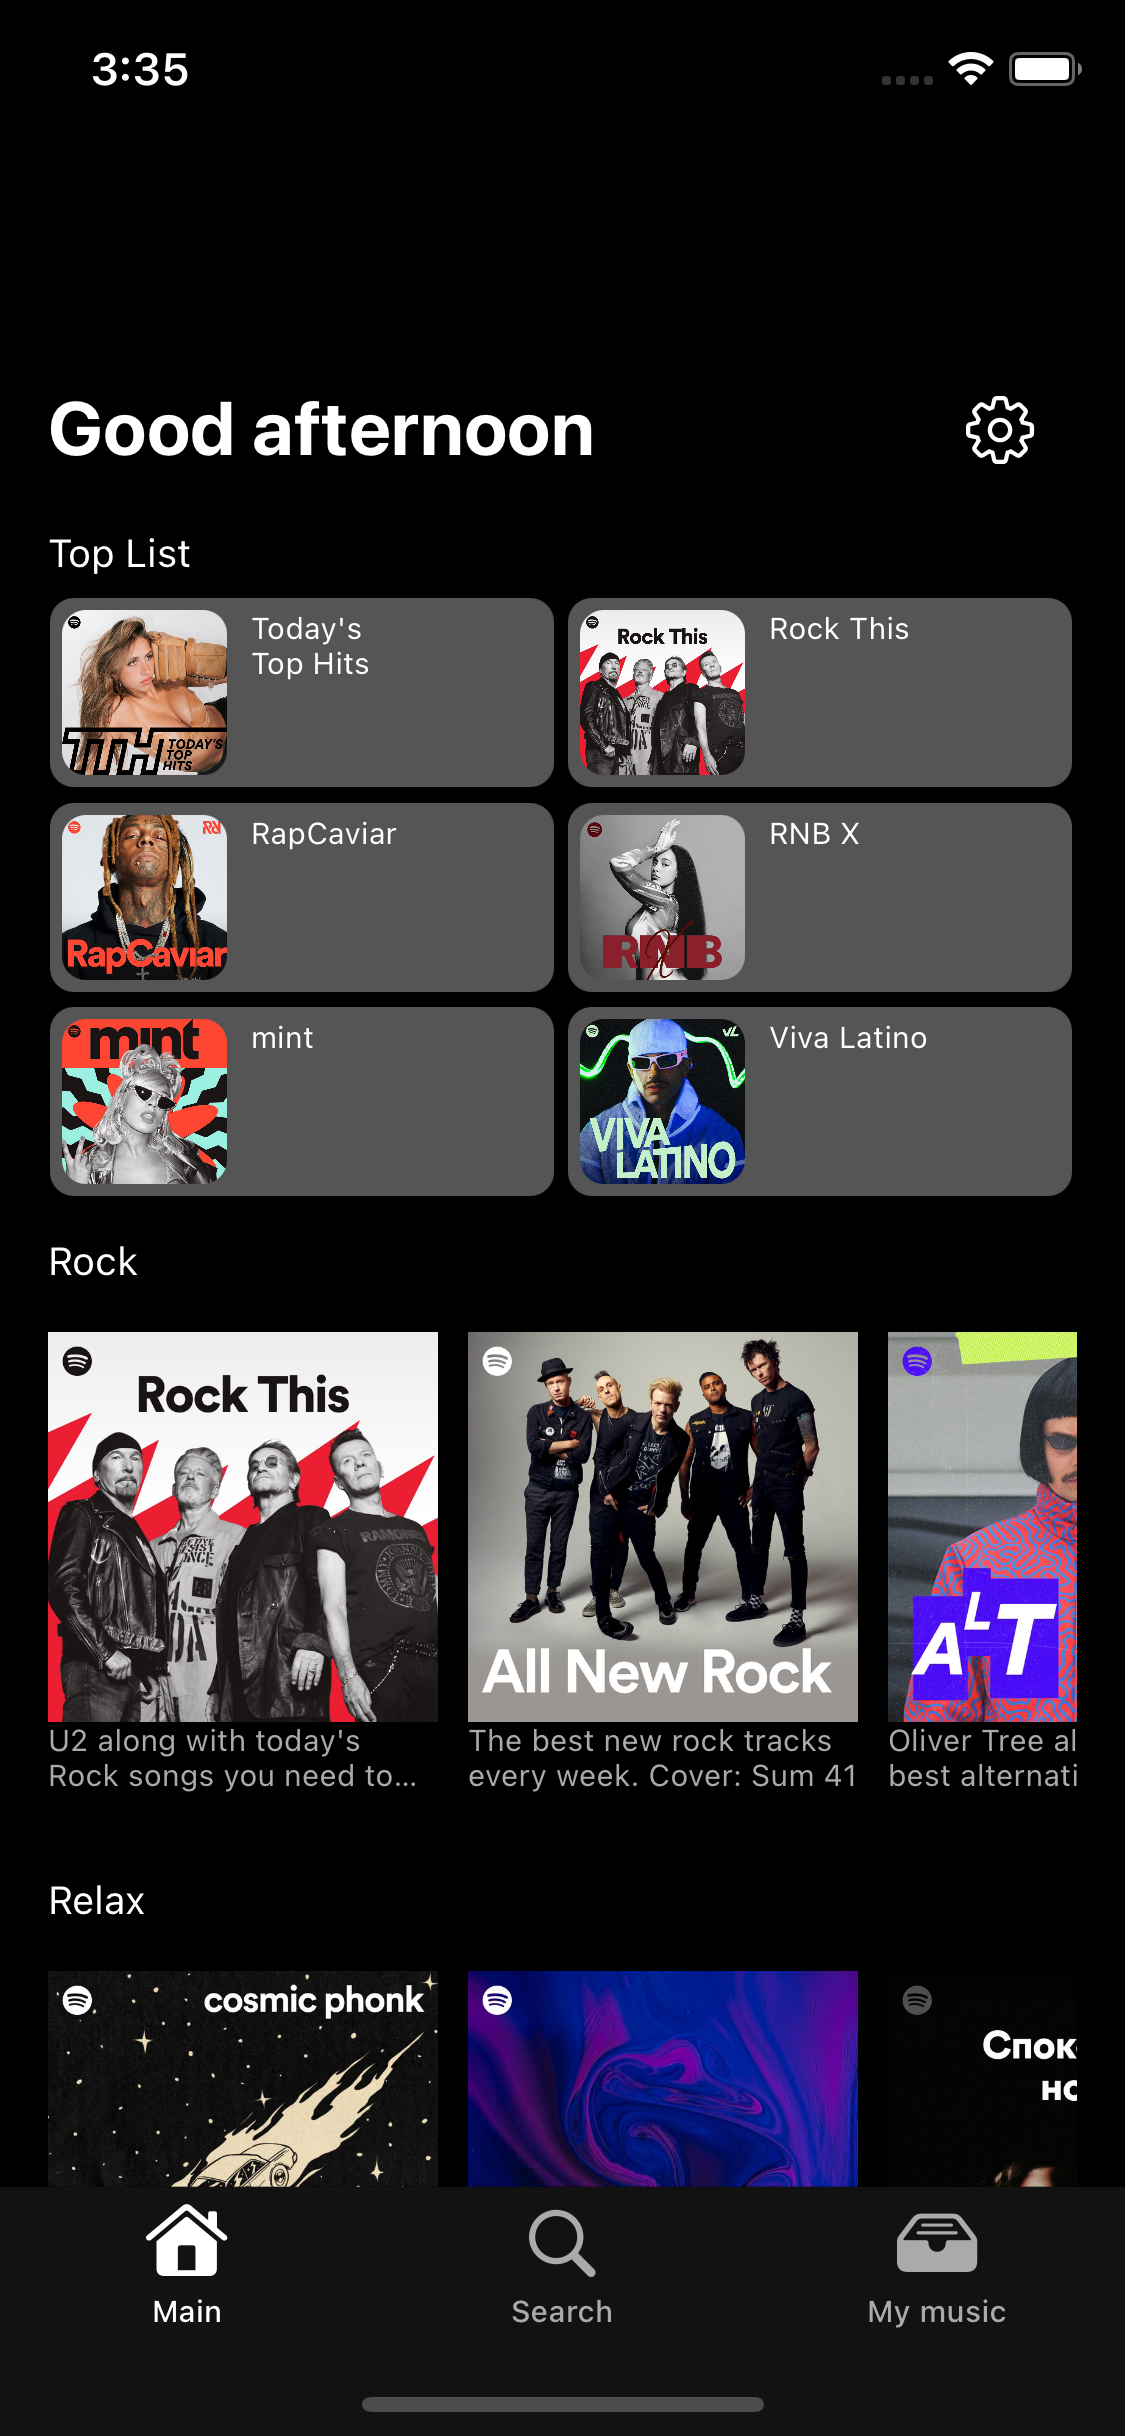 3:35
Good afternoon
Top List
TTH TODAY'S
TOP
HITS
Today's
Top Hits
Rock This
Rock This
RapCaviar
RapCaviar
RNB X
RNB X
mint
mint
VIVA
LATINO
Viva Latino
Rock
Rock This
RAMONES
All New Rock
ALT
U2 along with today's
Rock songs you need to...
The best new rock tracks
every week. Cover: Sum 41
Oliver Tree al
best alternati
Relax
cosmic phonk
Спок
но
Main
Search
My music